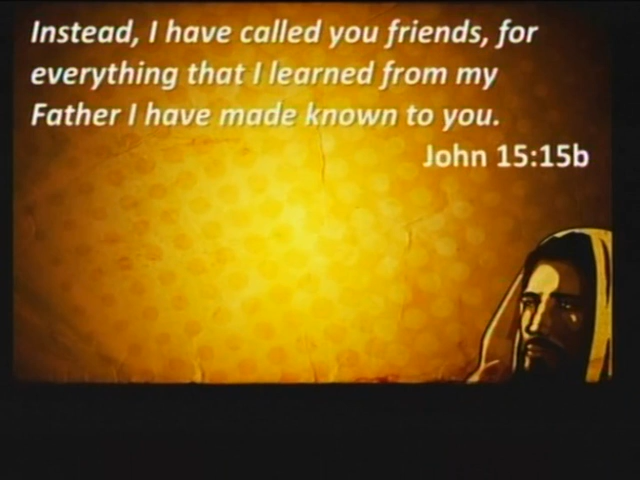 Instead, I have called you friends, for
everything that I learned from my
Father I have made known to you.
John 15:15b